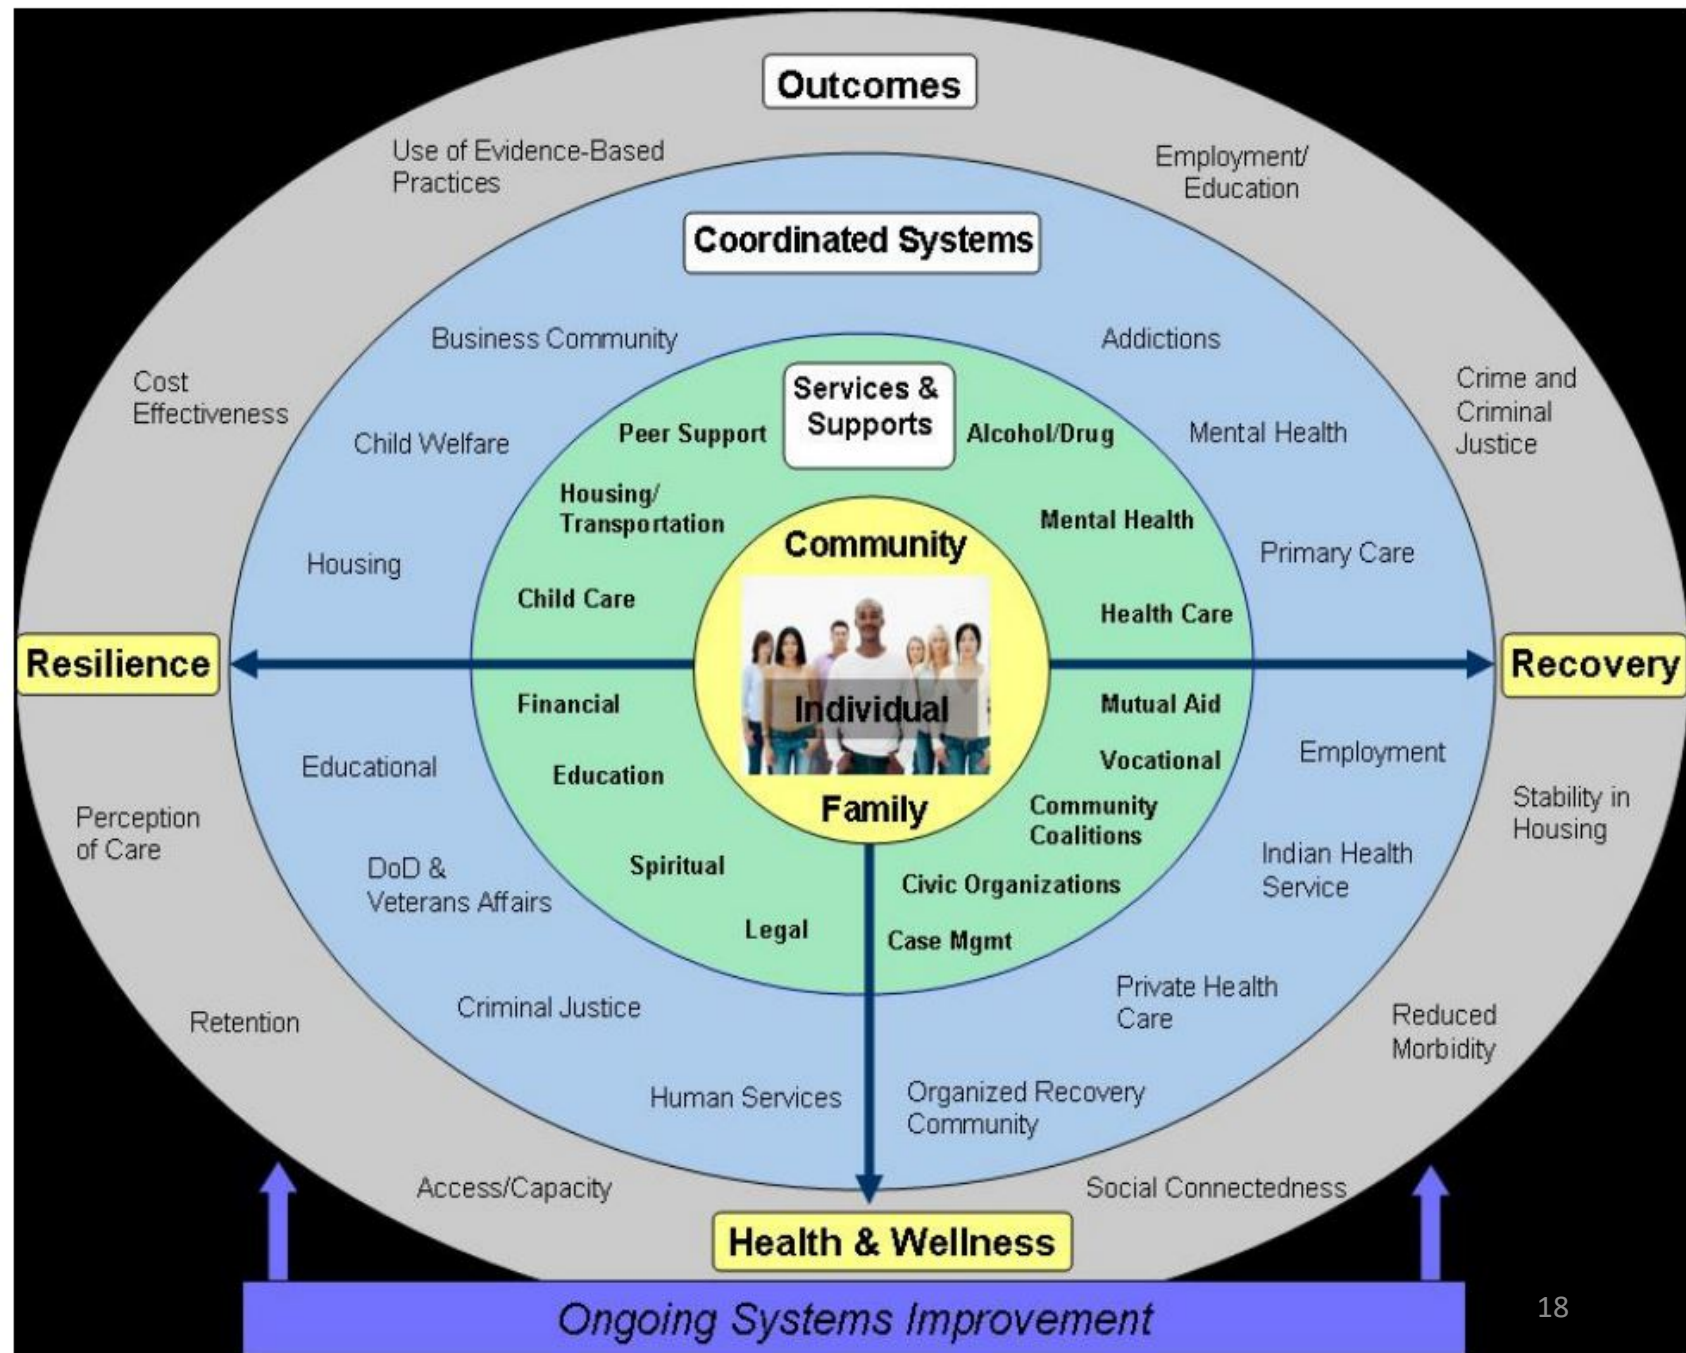 Outcomes
Use of Evidence-Based
Practices
Employment/
Education
Coordinated Systems
Business Community
Addictions
Cost
Effectiveness
Crime and
Criminal
Justice
Services &
Supports
Child Welfare
Peer Support
Alcohol/Drug
Mental Health
Housing/
Transportation
Mental Health
Community
Housing
Primary Care
Child Care
Health Care
Resilience
Recovery
Financial
Individual
Mutual Aid
Educational
Education
Vocational
Employment
Family
Community
Coalitions
Perception
of Care
Stability in
Housing
DoD &
Veterans Affairs
Spiritual
Civic Organizations
Indian Health
Service
Legal
Case Mgmt
Retention
Criminal Justice
Private Health
Care
Reduced
Morbidity
Human Services
Organized Recovery
Community
Access/Capacity
Social Connectedness
Health & Wellness
Ongoing Systems Improvement
18